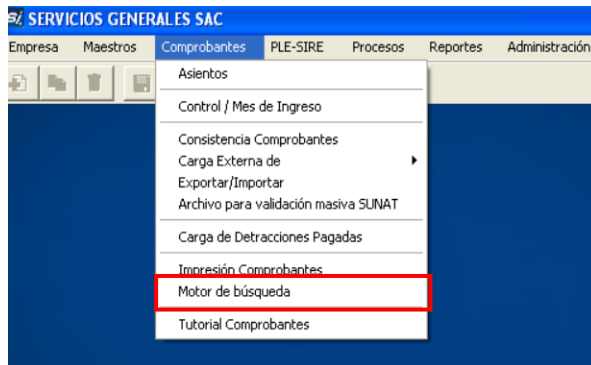 SERVICIOS GENERALES SAC
Empresa Maestros Comprobantes PLE-SIRE Procesos Reportes Administración
Asientos
Control / Mes de Ingreso
Consistencia Comprobantes
Carga Externa de
Exportar/Importar
Archivo para validación masiva SUNAT
Carga de Detracciones Pagadas
Impresión Comprobantes
Motor de búsqueda
Tutorial Comprobantes